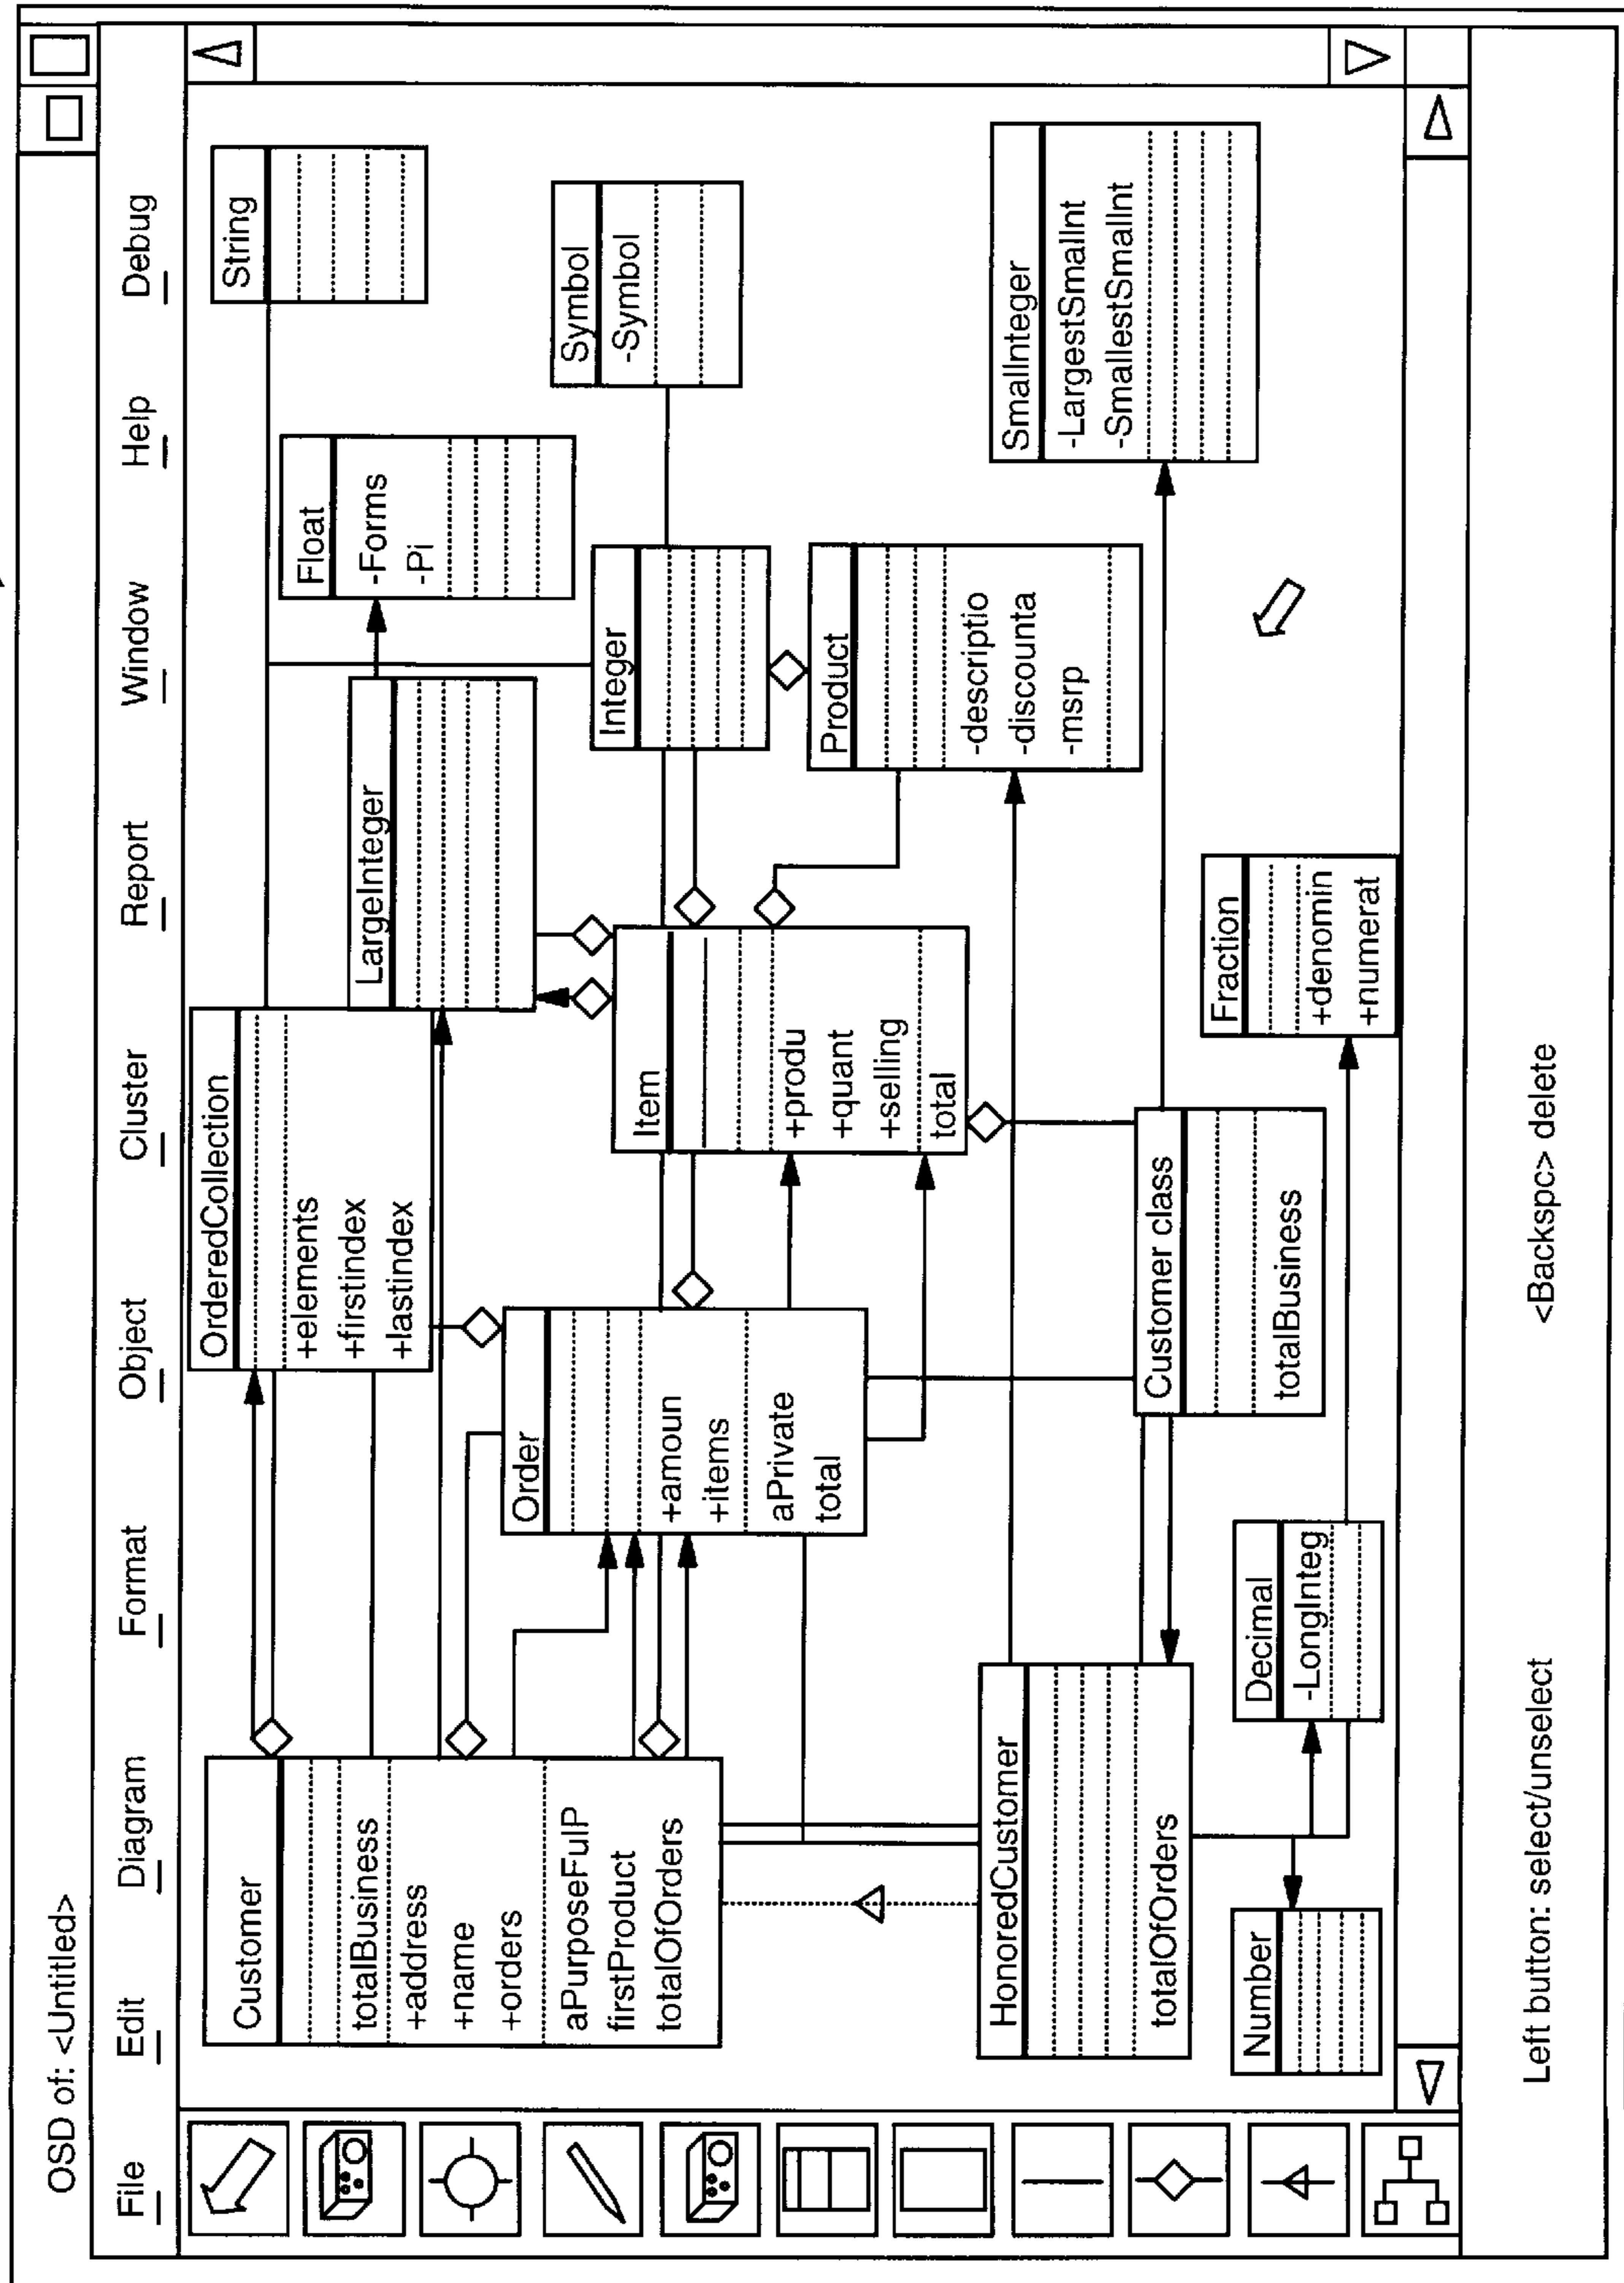 OSD of: <Untitled>
File Edit Diagram Format Object Cluster Report Window Help Debug
Customer
totalBusiness
+address
+name
+orders
aPurposeFulP
firstProduct
totalOfOrders
OrderedCollection
+elements
+firstindex
+lastindex
LargeInteger
Float
-Forms
-Pi
String
Order
+amoun
+items
aPrivate
total
Item
+produ
+quant
+selling
total
Integer
Symbol
-Symbol
Product
-descriptio
-discounta
-msrp
HonoredCustomer
totalOfOrders
Customer class
totalBusiness
SmallInteger
-LargestSmallInt
-SmallestSmallInt
Number
Decimal
-LongInteg
Fraction
+denomin
+numerat
Left button: select/unselect
<Backspc> delete